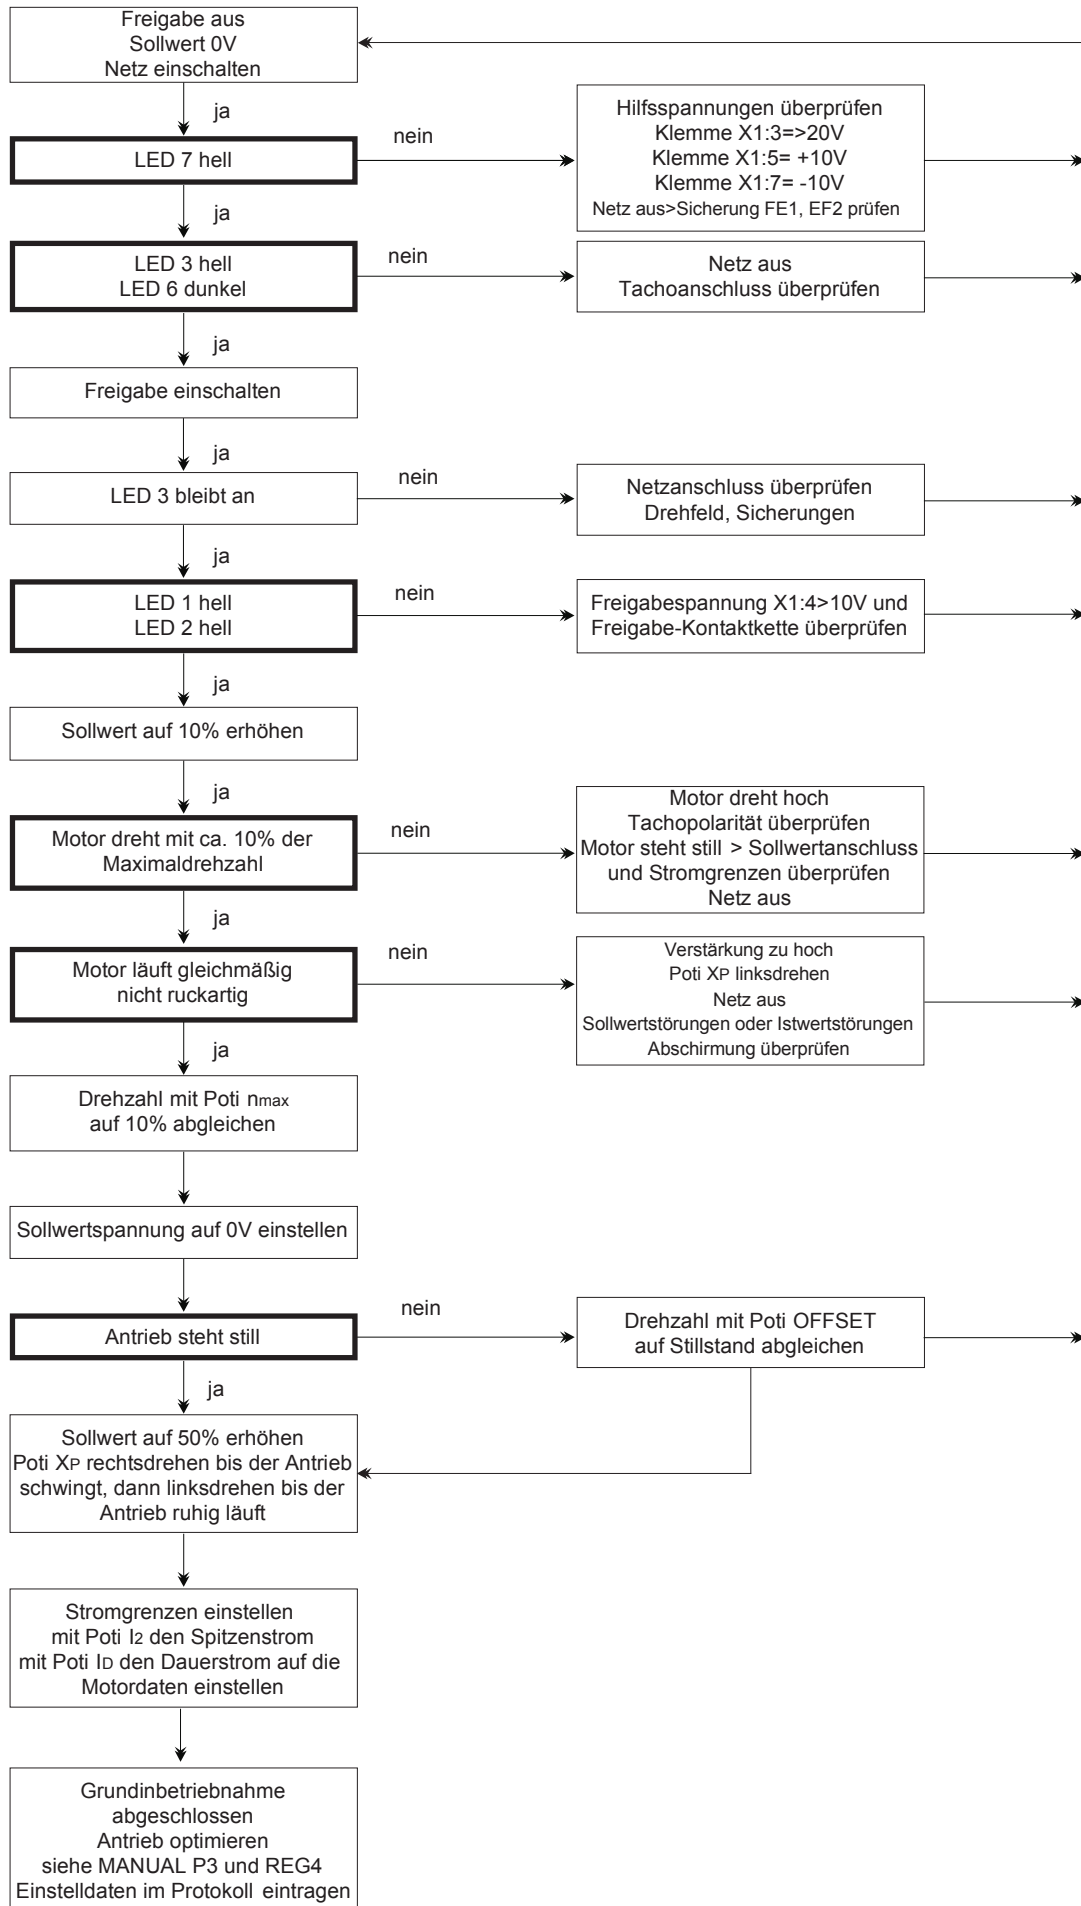 Freigabe aus
Sollwert 0V
Netz einschalten
ja
LED 7 hell
nein
Hilfsspannungen überprüfen
Klemme X1:3=>20V
Klemme X1:5= +10V
Klemme X1:7= -10V
Netz aus>Sicherung FE1, EF2 prüfen
ja
LED 3 hell
LED 6 dunkel
nein
Netz aus
Tachoanschluss überprüfen
ja
Freigabe einschalten
ja
LED 3 bleibt an
nein
Netzanschluss überprüfen
Drehfeld, Sicherungen
ja
LED 1 hell
LED 2 hell
nein
Freigabespannung X1:4>10V und
Freigabe-Kontaktkette überprüfen
ja
Sollwert auf 10% erhöhen
ja
Motor dreht mit ca. 10% der
Maximaldrehzahl
nein
Motor dreht hoch
Tachopolarität überprüfen
Motor steht still > Sollwertanschluss
und Stromgrenzen überprüfen
Netz aus
ja
Motor läuft gleichmäßig
nicht ruckartig
nein
Verstärkung zu hoch
Poti XP linksdrehen
Netz aus
Sollwertstörungen oder Istwertstörungen
Abschirmung überprüfen
ja
Drehzahl mit Poti nmax
auf 10% abgleichen
Sollwertspannung auf 0V einstellen
Antrieb steht still
nein
Drehzahl mit Poti OFFSET
auf Stillstand abgleichen
ja
Sollwert auf 50% erhöhen
Poti XP rechtsdrehen bis der Antrieb
schwingt, dann linksdrehen bis der
Antrieb ruhig läuft
Stromgrenzen einstellen
mit Poti I2 den Spitzenstrom
mit Poti ID den Dauerstrom auf die
Motordaten einstellen
Grundinbetriebnahme
abgeschlossen
Antrieb optimieren
siehe MANUAL P3 und REG4
Einstelldaten im Protokoll eintragen